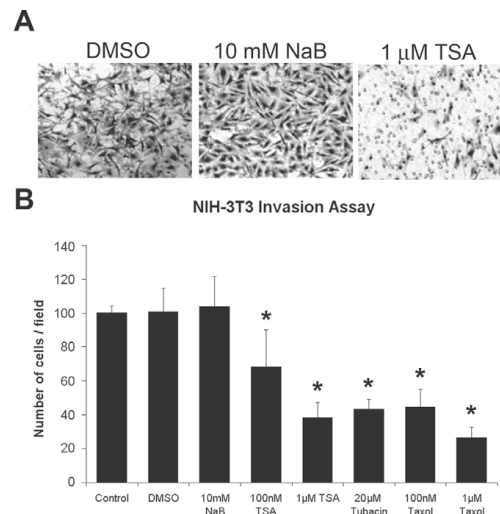 A
DMSO 10 mM NaB 1 µM TSA
B
NIH-3T3 Invasion Assay
Number of cells / field
140
120
100
80
60
40
20
0
* * * * *
Control DMSO 10mM NaB 100nM TSA 1µM TSA 20µM Tubacin 100nM Taxol 1µM Taxol